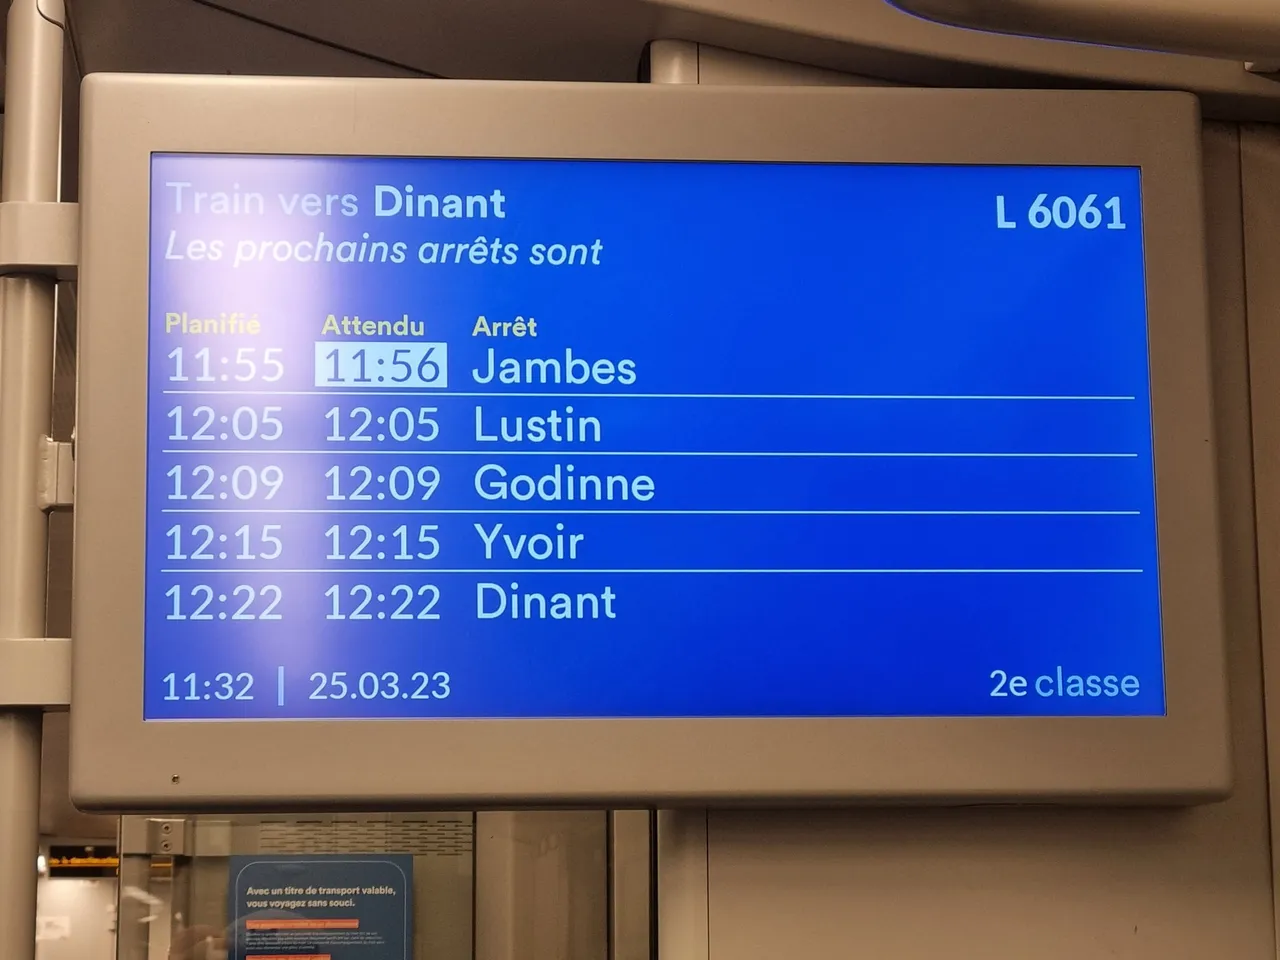 Train vers Dinant
L 6061
Les prochains arrêts sont
Planifié Attendu Arrêt
11:55 11:56 Jambes
12:05 12:05 Lustin
12:09 12:09 Godinne
12:15 12:15 Yvoir
12:22 12:22 Dinant
11:32 | 25.03.23
2e classe
Avec un titre de transport valable,
vous voyagez sans souci.